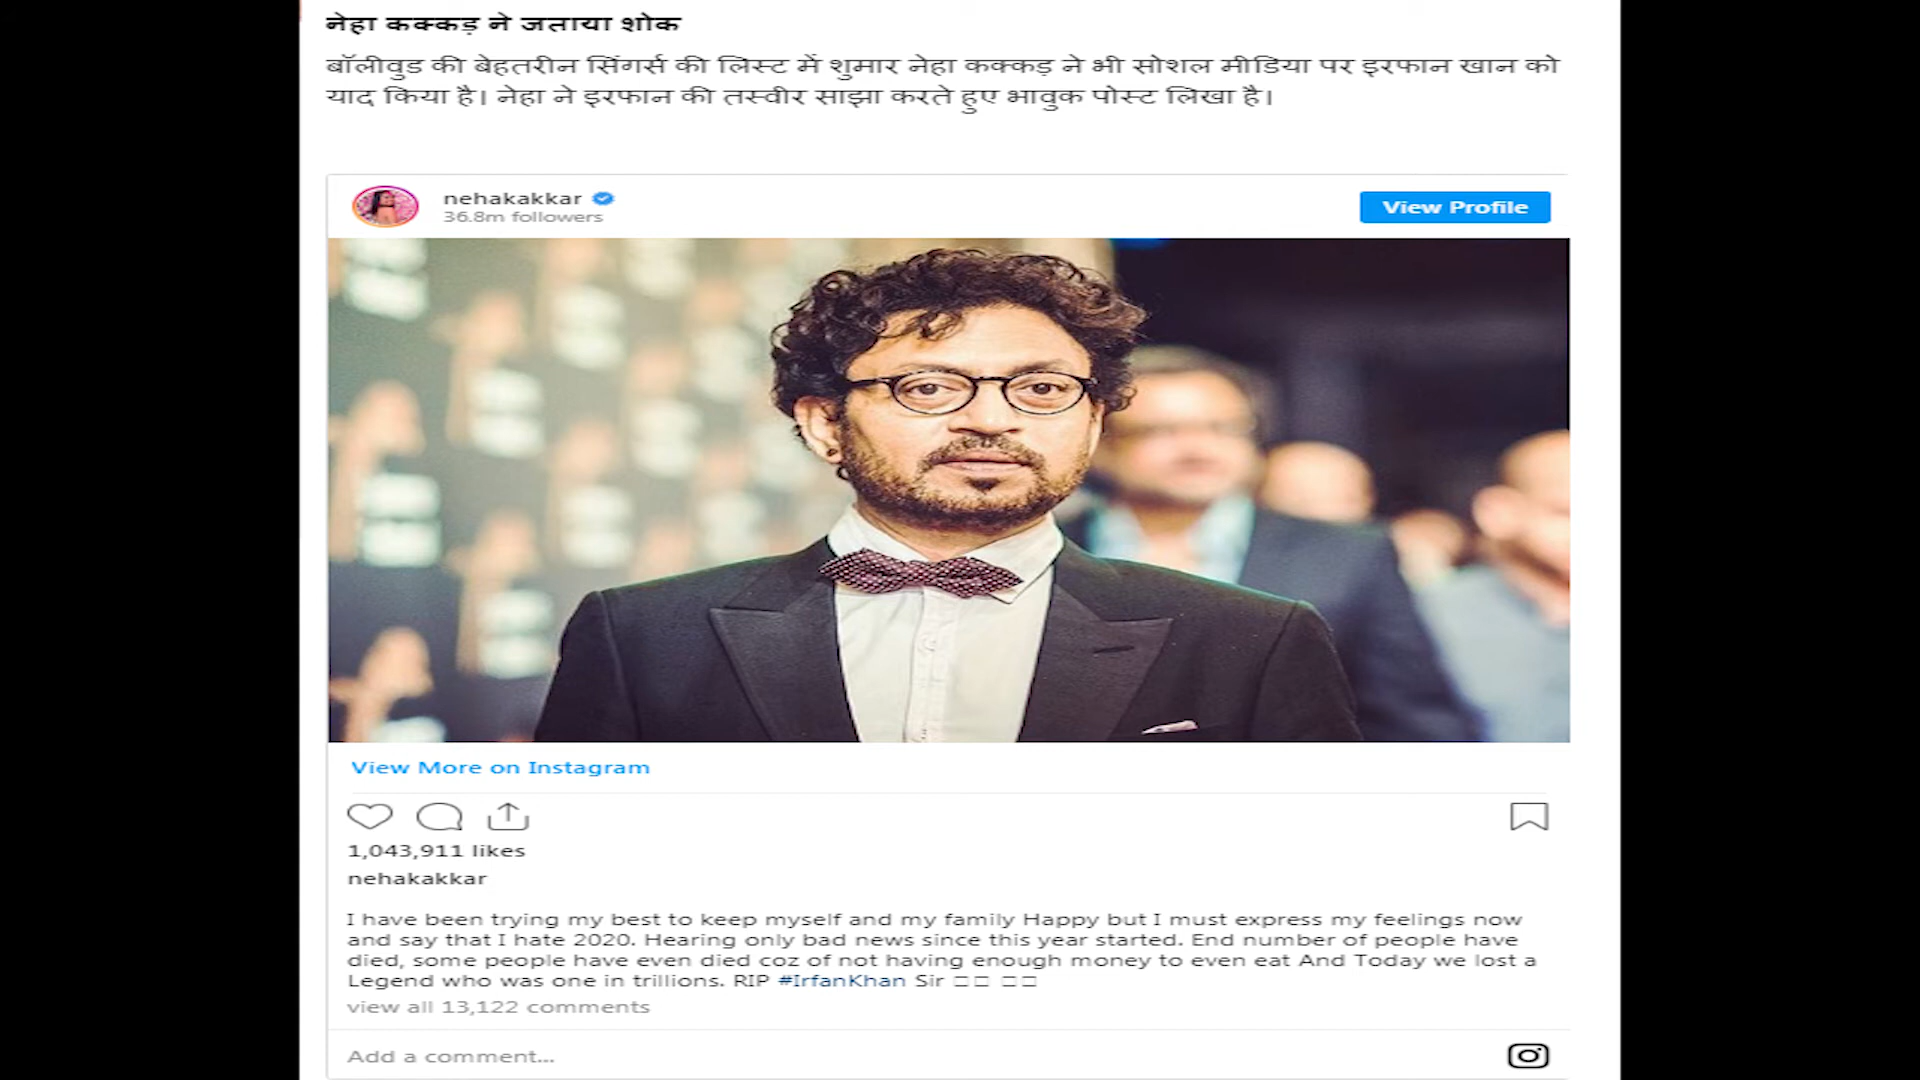 नेहा कक्कड़ ने जताया शोक
बॉलीवुड की बेहतरीन सिंगर्स की लिस्ट में शुमार नेहा कक्कड़ ने भी सोशल मीडिया पर इरफान खान को
याद किया है। नेहा ने इरफान की तस्वीर साझा करते हुए भावुक पोस्ट लिखा है।
nehakakkar
36.8m followers
View Profile
View More on Instagram
1,043,911 likes
nehakakkar
I have been trying my best to keep myself and my family Happy but I must express my feelings now
and say that I hate 2020. Hearing only bad news since this year started. End number of people have
died, some people have even died coz of not having enough money to even eat And Today we lost a
Legend who was one in trillions. RIP #IrfanKhan Sir
view all 13,122 comments
Add a comment...